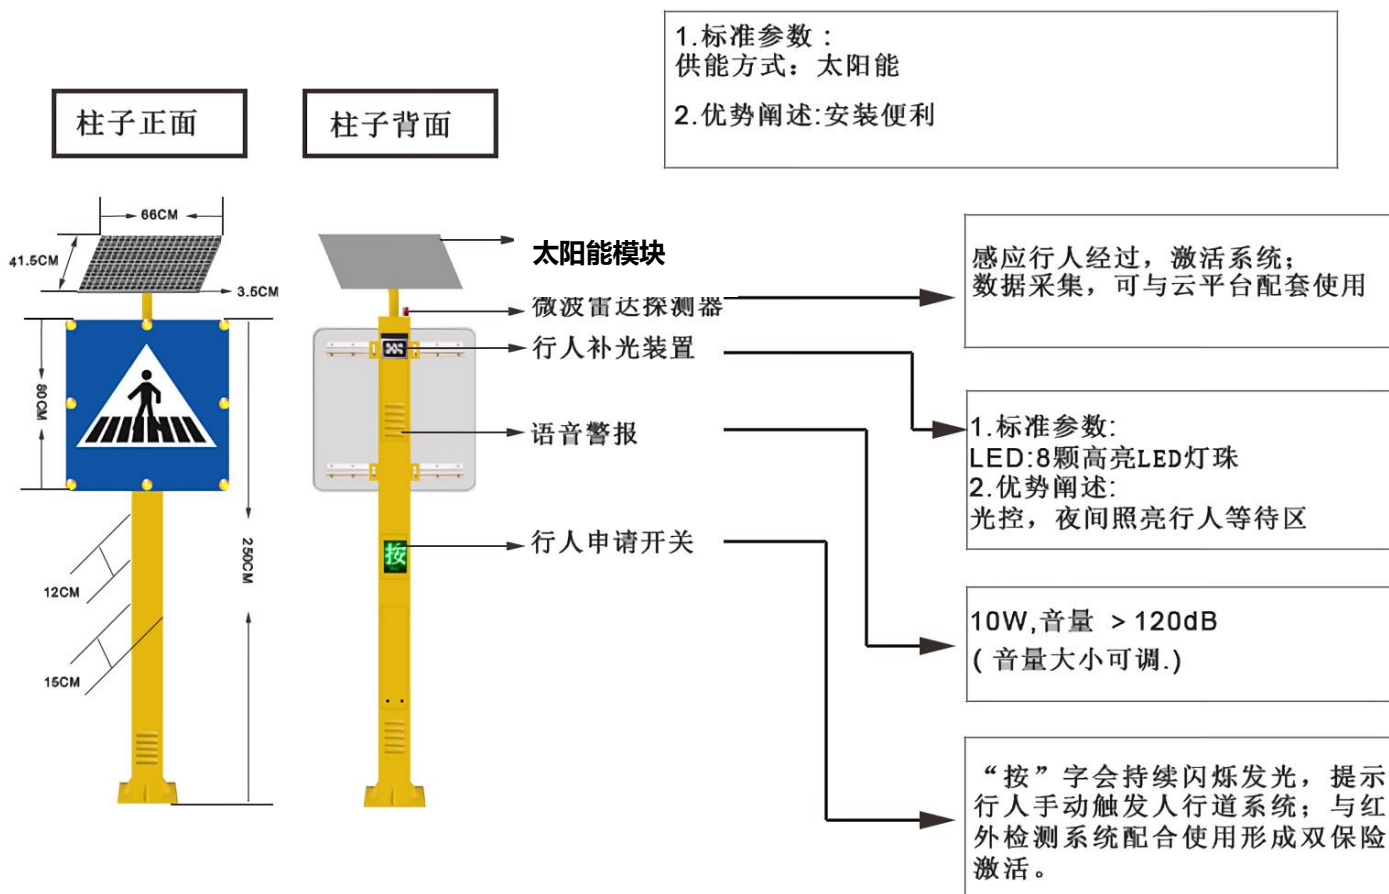 1.标准参数：
供能方式：太阳能
2.优势阐述:安装便利
柱子正面
柱子背面
66CM
41.5CM
3.5CM
80CM
250CM
12CM
15CM
太阳能模块
微波雷达探测器
行人补光装置
语音警报
行人申请开关
按
感应行人经过，激活系统；
数据采集，可与云平台配套使用
1.标准参数:
LED:8颗高亮LED灯珠
2.优势阐述:
光控，夜间照亮行人等待区
10W,音量 >120dB
(音量大小可调.)
“按”字会持续闪烁发光，提示
行人手动触发人行道系统；与红
外检测系统配合使用形成双保险
激活。